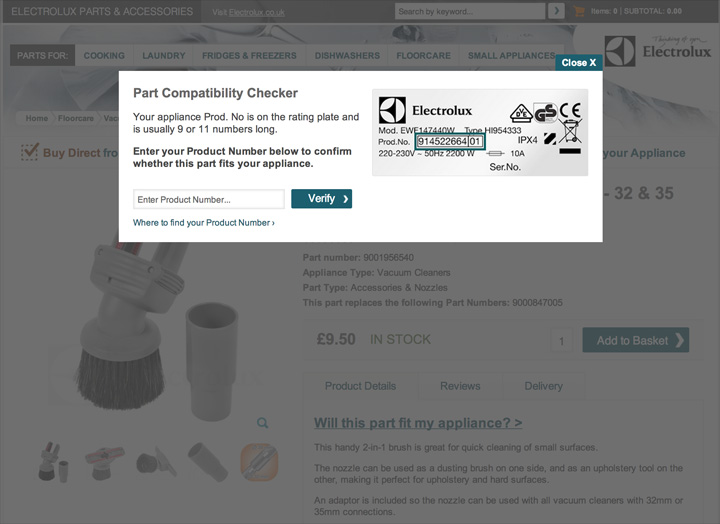 ELECTROLUX PARTS & ACCESSORIES
Visit Electrolux.co.uk
Search by keyword...
Items: 0 | SUBTOTAL: 0.00
PARTS FOR: COOKING LAUNDRY FRIDGES & FREEZERS DISHWASHERS FLOORCARE SMALL APPLIANCES
Thinking of you
Electrolux
Close X
Home Floorcare Vac
Buy Direct fro
your Appliance
- 32 & 35
Part Compatibility Checker
Your appliance Prod. No is on the rating plate and
is usually 9 or 11 numbers long.
Enter your Product Number below to confirm
whether this part fits your appliance.
Enter Product Number...
Verify
Where to find your Product Number ›
Electrolux
Mod. EWF147440W Type HI954333
Prod.No. 914522664 01 IPX4
220-230V ~ 50Hz 2200 W 10A
Ser.No.
Part number: 9001956540
Appliance Type: Vacuum Cleaners
Part Type: Accessories & Nozzles
This part replaces the following Part Numbers: 9000847005
£9.50 IN STOCK
1
Add to Basket
Product Details Reviews Delivery
Will this part fit my appliance? >
This handy 2-in-1 brush is great for quick cleaning of small surfaces.
The nozzle can be used as a dusting brush on one side, and as an upholstery tool on the
other, making it perfect for upholstery and hard surfaces.
An adaptor is included so the nozzle can be used with all vacuum cleaners with 32mm or
35mm connections.